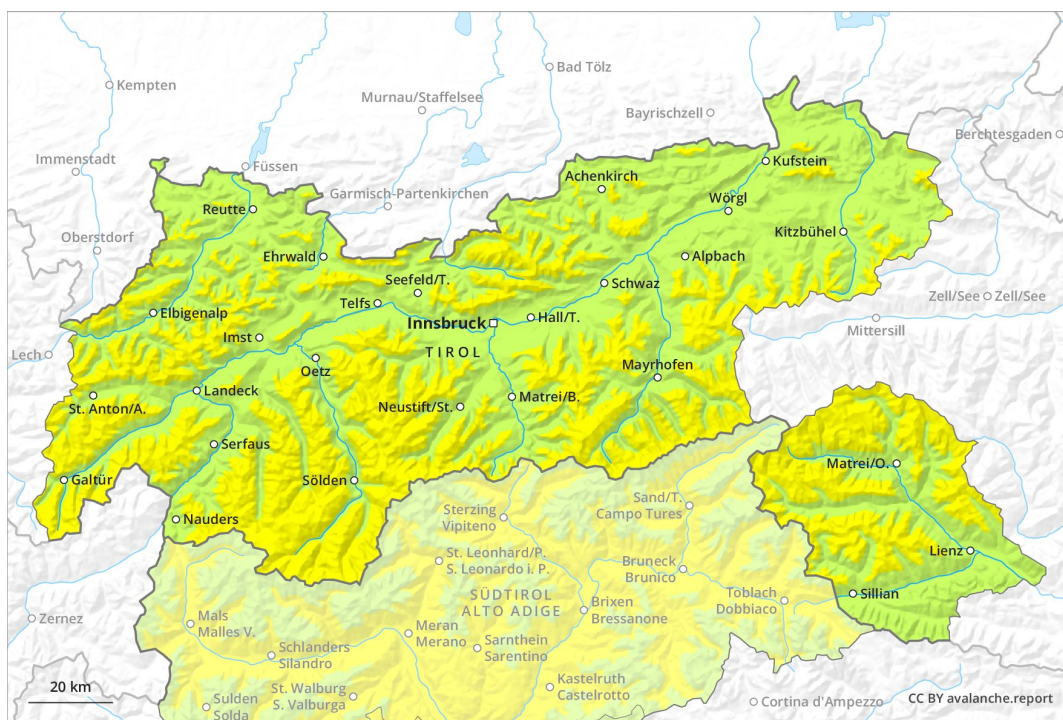 Bad Tölz
Kempten
Murnau/Staffelsee
Bayrischzell
Berchtesgaden
Immenstadt
Füssen
Kufstein
Achenkirch
Garmisch-Partenkirchen
Wörgl
Reutte
Kitzbühel
Oberstdorf
Ehrwald
Alpbach
Seefeld/T.
Schwaz
Zell/See
Zell/See
Telfs
Elbigenalp
Innsbruck
Hall/T.
Mittersill
Imst
Lech
TIROL
Mayrhofen
Oetz
Landeck
St. Anton/A.
Neustift/St.
Matrei/B.
Serfaus
Matrei/O.
Galtür
Sölden
Sand/T.
Campo Tures
Sterzing
Vipiteno
Nauders
Lienz
St. Leonhard/P.
S. Leonardo i. P.
Bruneck
Brunico
SÜDTIROL
ALTO ADIGE
Toblach
Dobbiaco
Sillian
Brixen
Bressanone
Zernez
Mals
Malles V.
Meran
Merano
Sarnthein
Sarentino
Schlanders
Silandro
Kastelruth
Castelrotto
20 km
St. Walburg
S. Valburga
Sulden
Solda
Cortina d'Ampezzo
CC BY avalanche.report